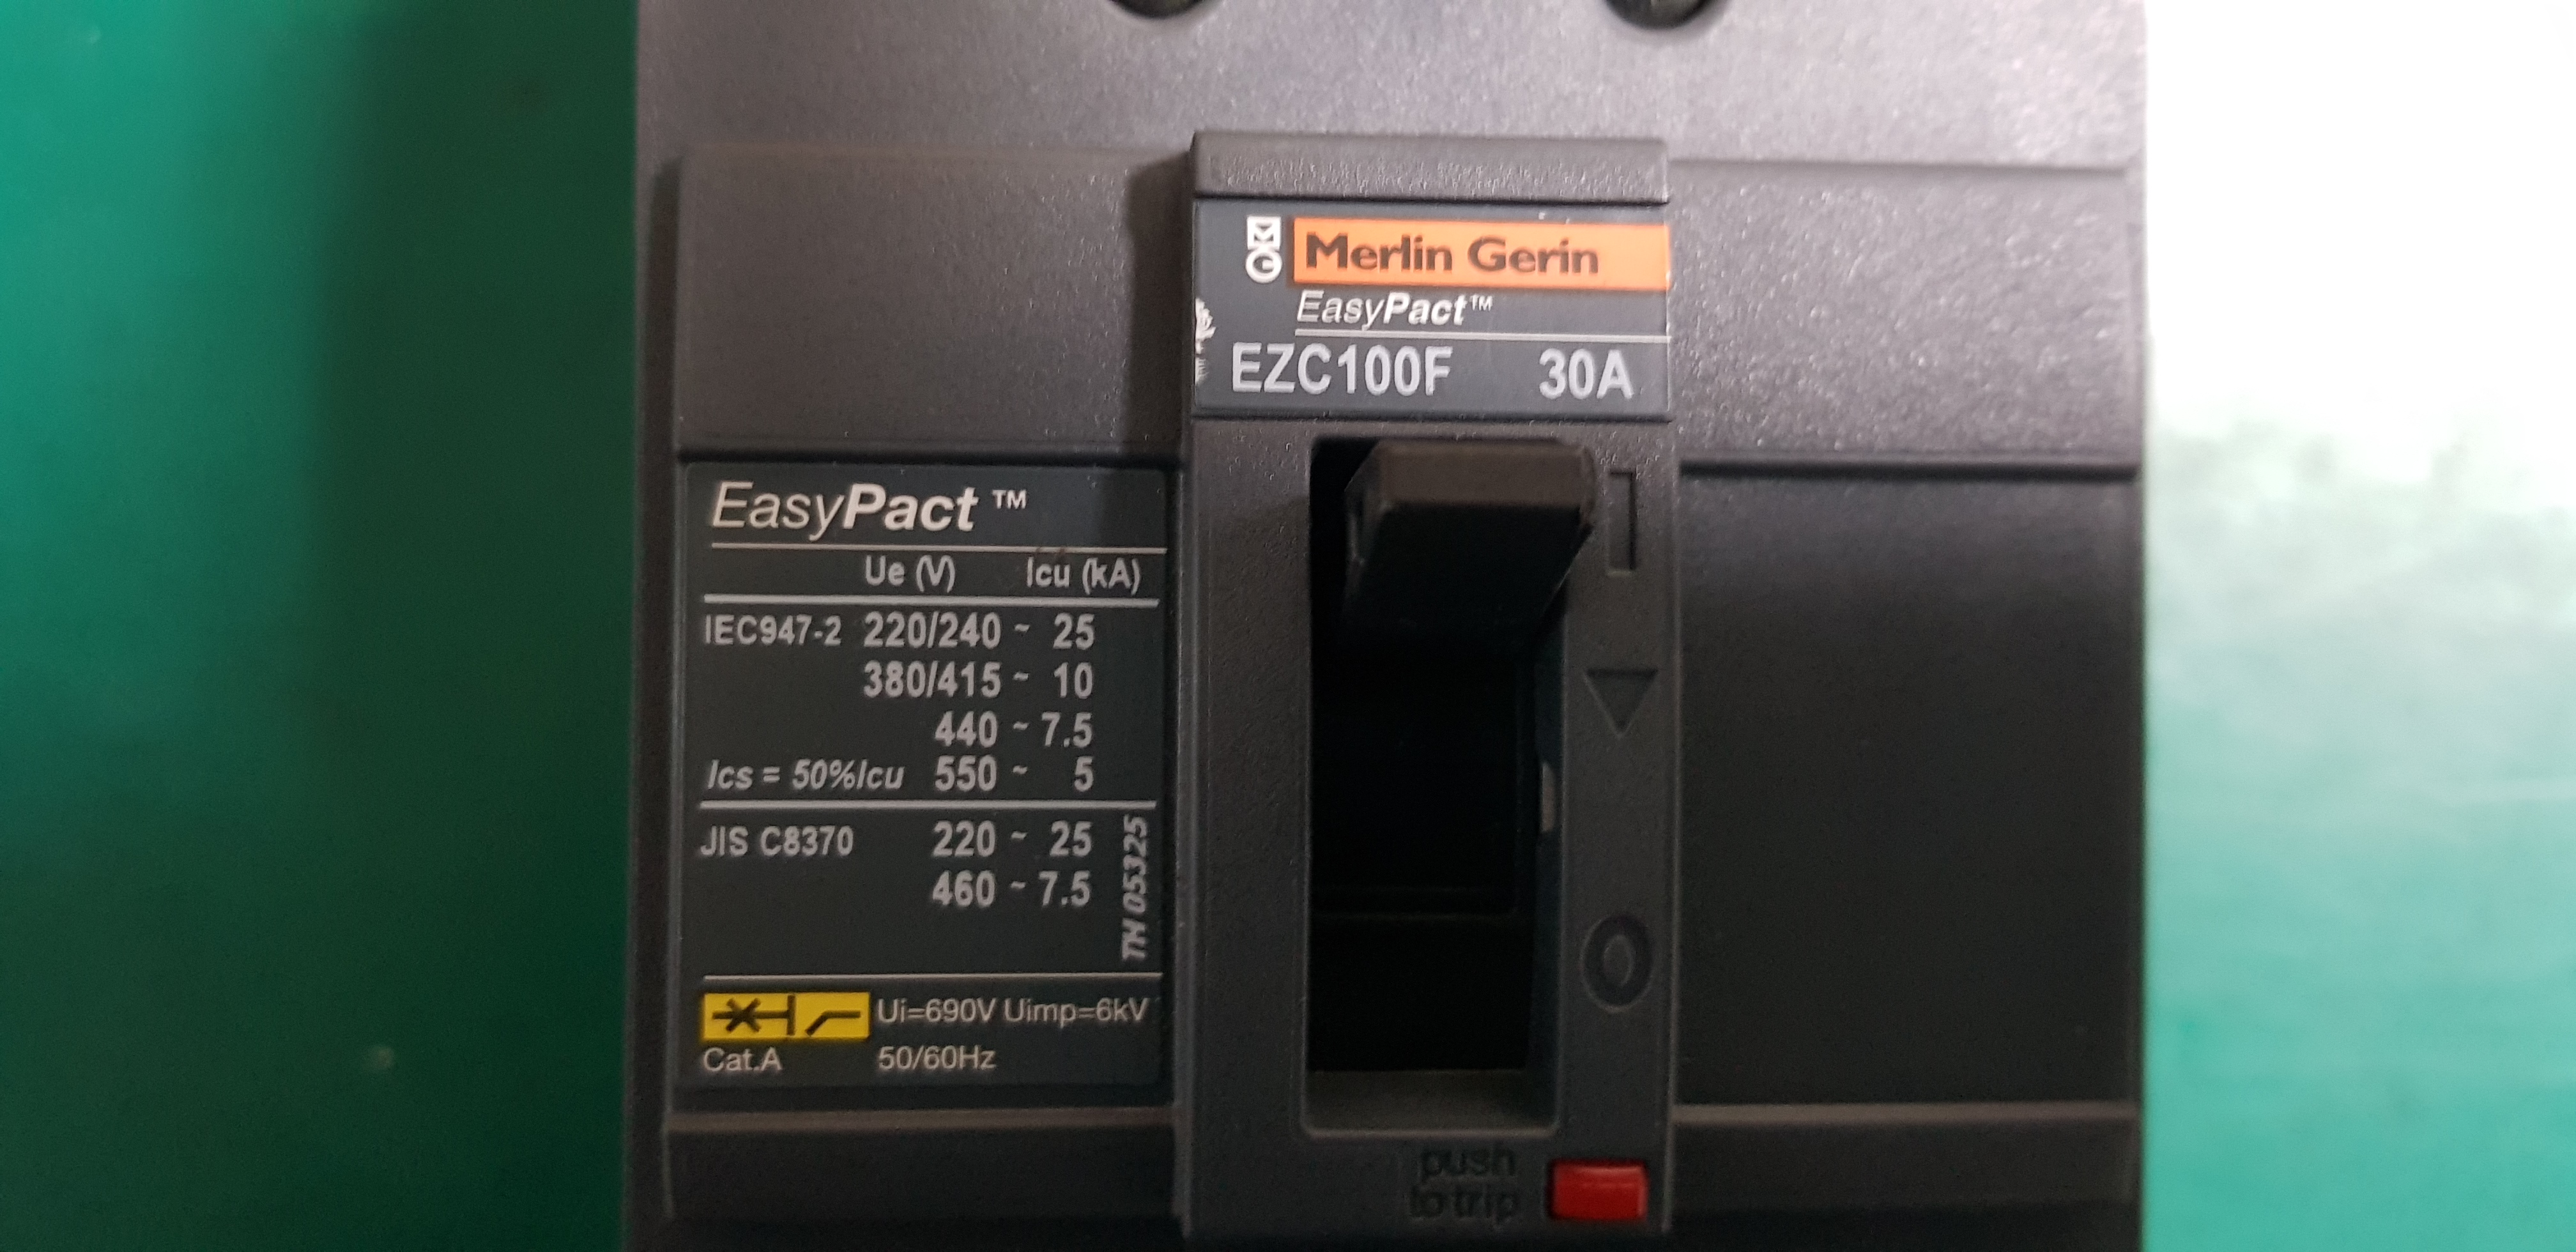 MG Merlin Gerin
EasyPact™
EZC100F 30A
EasyPact™
Ue (V) Icu (kA)
IEC947-2 220/240 ~ 25
380/415 ~ 10
440 ~ 7.5
Ics = 50%Icu 550 ~ 5
JIS C8370 220 ~ 25
460 ~ 7.5
TH 05325
Ui=690V Uimp=6kV
Cat.A 50/60Hz
I
O
push
to trip